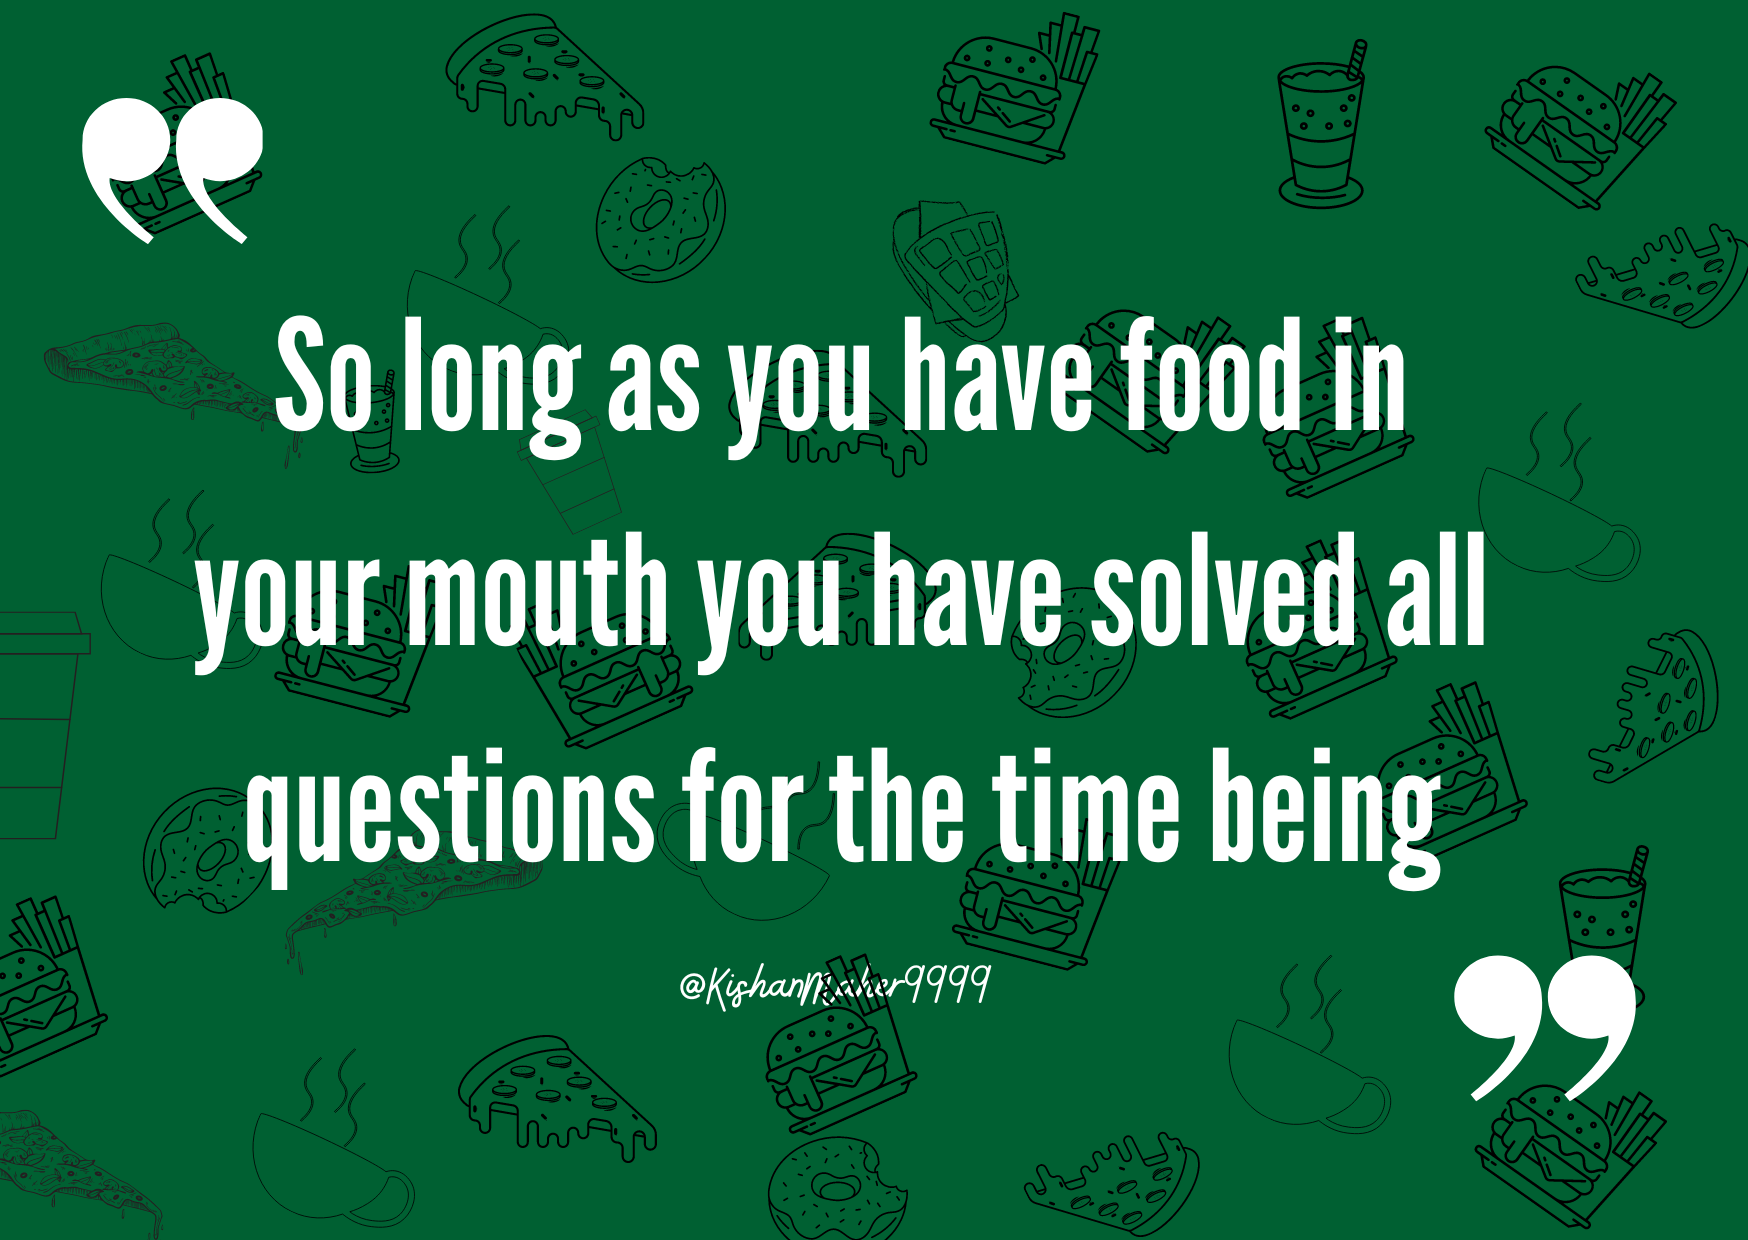 So long as you have food in
your mouth you have solved all
questions for the time being
@KishanMaher9999